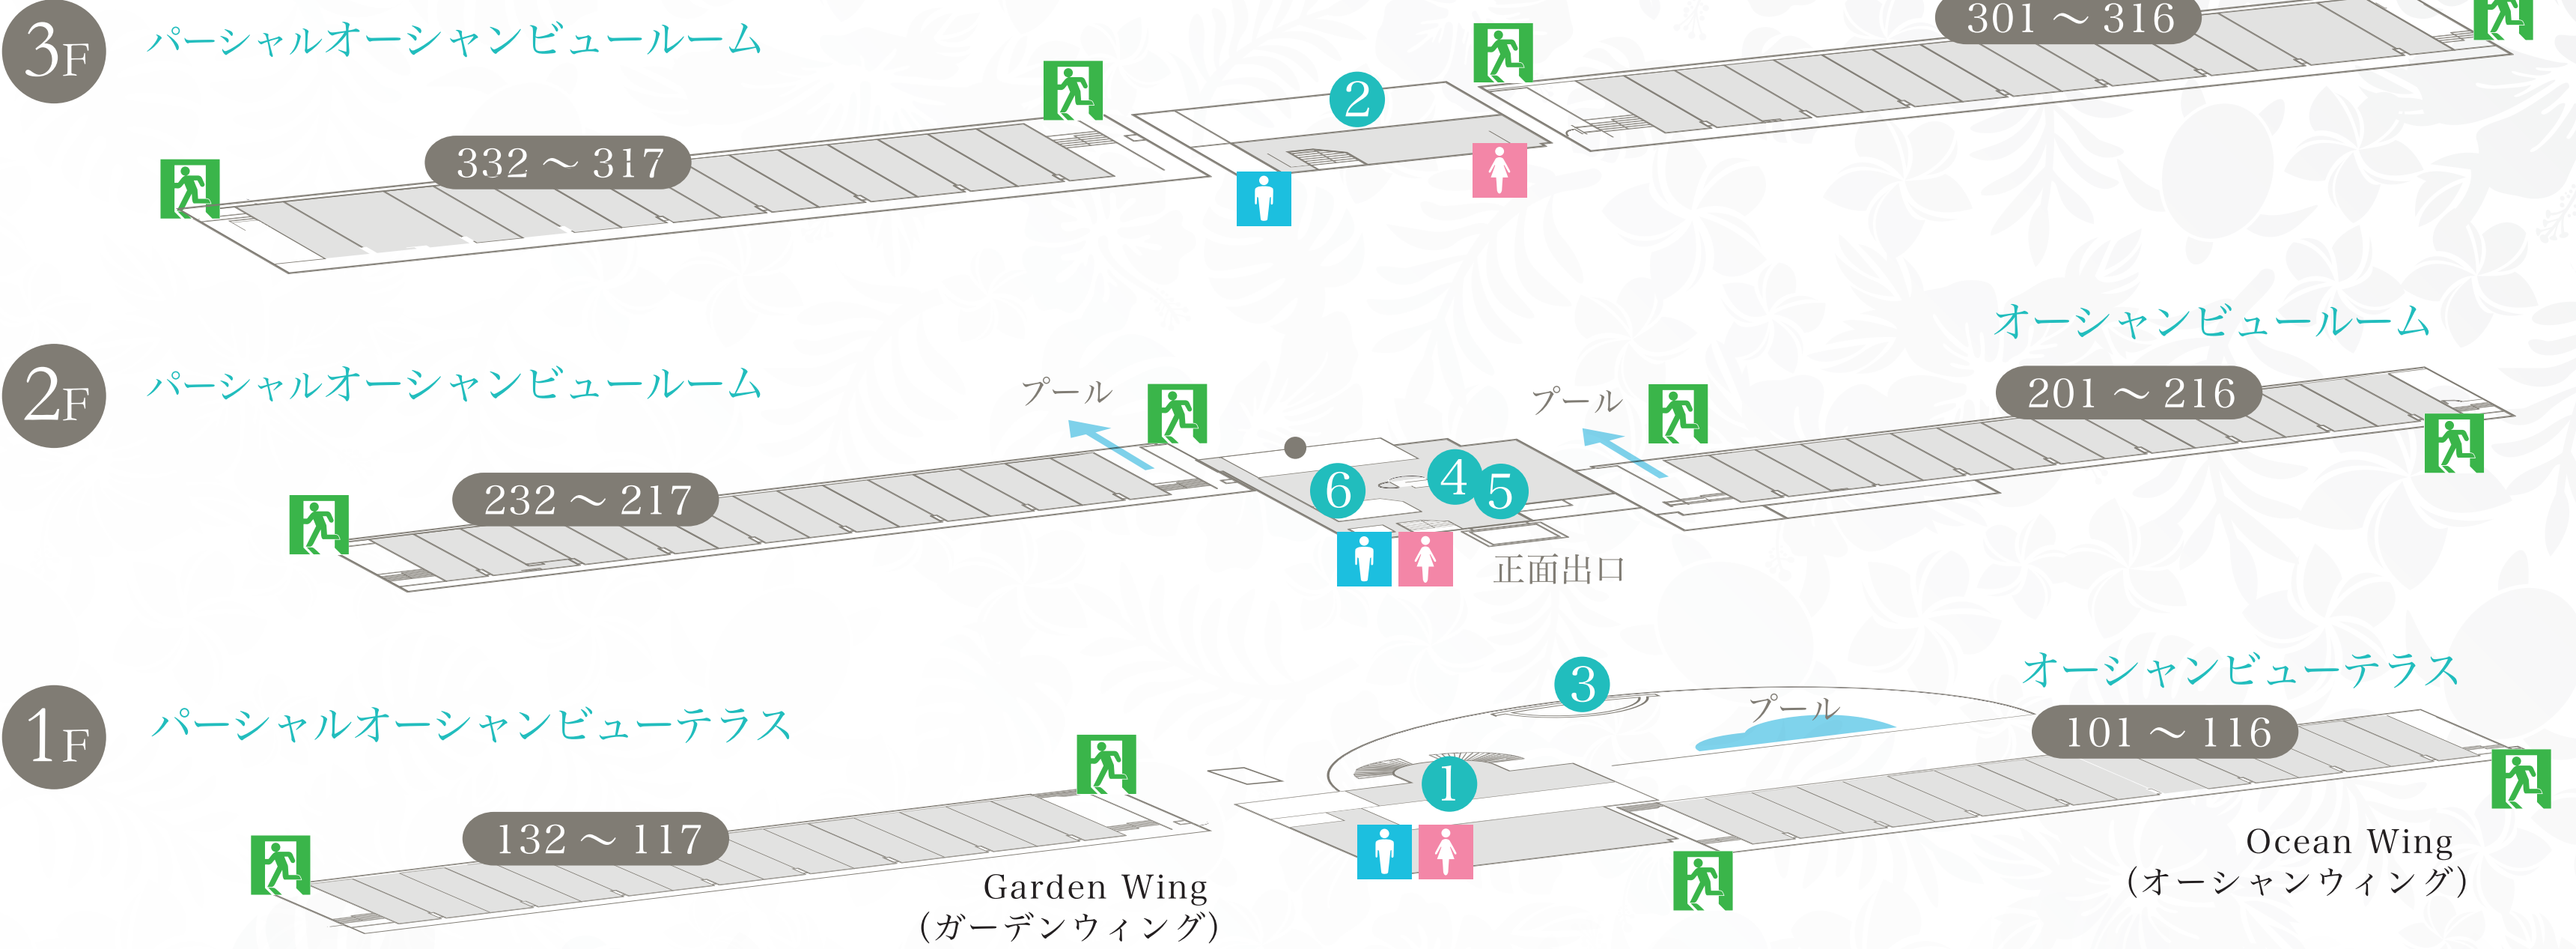 3F
パーシャルオーシャンビュールーム
301 ～ 316
2
332 ～ 317
オーシャンビュールーム
2F
パーシャルオーシャンビュールーム
プール
プール
201 ～ 216
232 ～ 217
6
4
5
正面出口
オーシャンビューテラス
1F
パーシャルオーシャンビューテラス
3
プール
101 ～ 116
1
132 ～ 117
Ocean Wing
(オーシャンウィング)
Garden Wing
(ガーデンウィング)